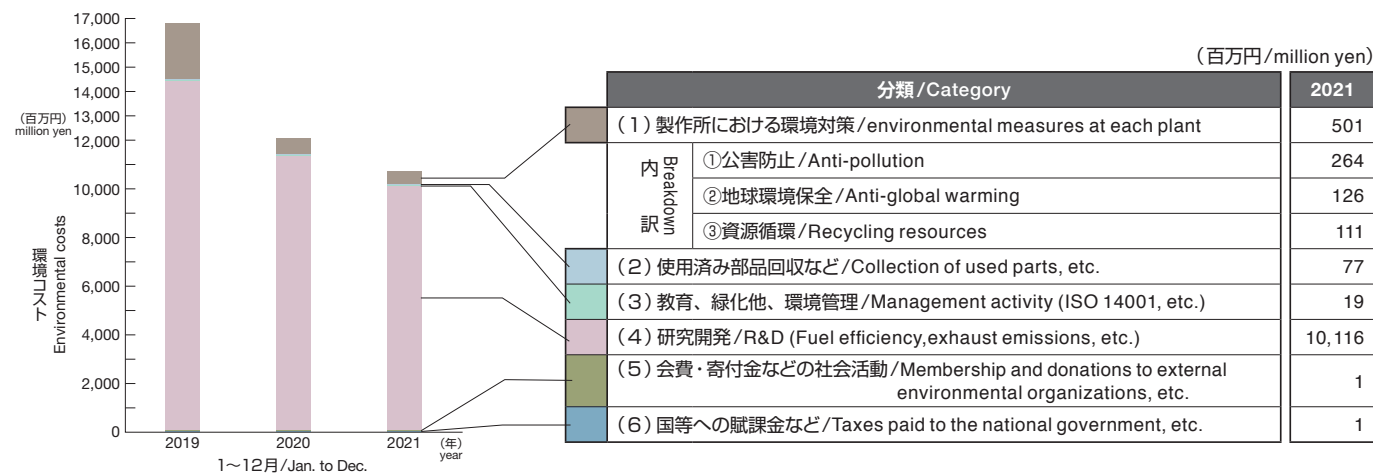 17,000
16,000
15,000
14,000
13,000
12,000
10,000
8,000
6,000
4,000
2,000
0
（百万円）
million yen
環境コスト
Environmental costs
2019 2020 2021
（年）
year
1～12月/Jan. to Dec.
（百万円/million yen）
分類/Category 2021
（1）製作所における環境対策/environmental measures at each plant 501
内訳 Breakdown
①公害防止/Anti-pollution 264
②地球環境保全/Anti-global warming 126
③資源循環/Recycling resources 111
（2）使用済み部品回収など/Collection of used parts, etc. 77
（3）教育、緑化他、環境管理/Management activity (ISO 14001, etc.) 19
（4）研究開発/R&D (Fuel efficiency,exhaust emissions, etc.) 10,116
（5）会費・寄付金などの社会活動/Membership and donations to external
environmental organizations, etc. 1
（6）国等への賦課金など/Taxes paid to the national government, etc. 1